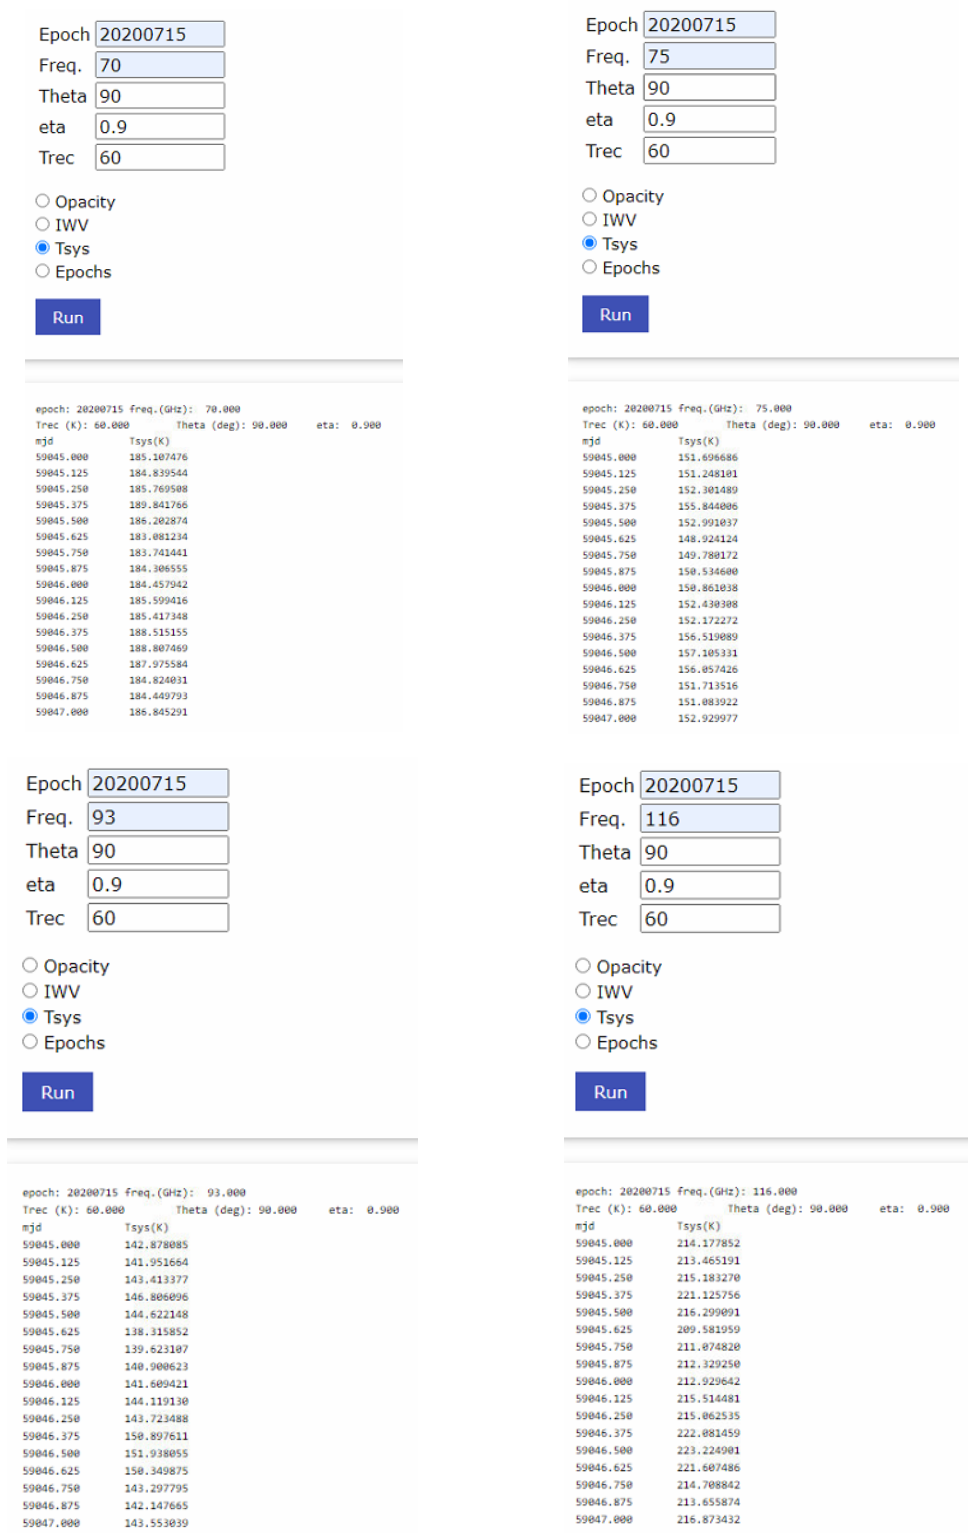 Epoch 20200715
Freq. 70
Theta 90
eta 0.9
Trec 60
Opacity
IWV
Tsys
Epochs
Run
epoch: 20200715 freq.(GHz): 70.000
Trec (K): 60.000 Theta (deg): 90.000 eta: 0.900
mjd Tsys(K)
59045.000 185.107476
59045.125 184.839544
59045.250 185.769508
59045.375 189.841766
59045.500 186.202874
59045.625 183.081234
59045.750 183.741441
59045.875 184.306555
59046.000 184.457942
59046.125 185.599416
59046.250 185.417348
59046.375 188.515155
59046.500 188.807469
59046.625 187.975584
59046.750 184.824031
59046.875 184.449793
59047.000 186.845291
Epoch 20200715
Freq. 75
Theta 90
eta 0.9
Trec 60
Opacity
IWV
Tsys
Epochs
Run
epoch: 20200715 freq.(GHz): 75.000
Trec (K): 60.000 Theta (deg): 90.000 eta: 0.900
mjd Tsys(K)
59045.000 151.696686
59045.125 151.248101
59045.250 152.301489
59045.375 155.844006
59045.500 152.991037
59045.625 148.924124
59045.750 149.780172
59045.875 150.534600
59046.000 150.861038
59046.125 152.430308
59046.250 152.172272
59046.375 156.519089
59046.500 157.105331
59046.625 156.057426
59046.750 151.713516
59046.875 151.083922
59047.000 152.929977
Epoch 20200715
Freq. 93
Theta 90
eta 0.9
Trec 60
Opacity
IWV
Tsys
Epochs
Run
epoch: 20200715 freq.(GHz): 93.000
Trec (K): 60.000 Theta (deg): 90.000 eta: 0.900
mjd Tsys(K)
59045.000 142.878085
59045.125 141.951664
59045.250 143.413377
59045.375 146.806096
59045.500 144.622148
59045.625 138.315852
59045.750 139.623107
59045.875 140.900623
59046.000 141.609421
59046.125 144.119130
59046.250 143.723488
59046.375 150.897611
59046.500 151.938055
59046.625 150.349875
59046.750 143.297795
59046.875 142.147665
59047.000 143.553039
Epoch 20200715
Freq. 116
Theta 90
eta 0.9
Trec 60
Opacity
IWV
Tsys
Epochs
Run
epoch: 20200715 freq.(GHz): 116.000
Trec (K): 60.000 Theta (deg): 90.000 eta: 0.900
mjd Tsys(K)
59045.000 214.177852
59045.125 213.465191
59045.250 215.183270
59045.375 221.125756
59045.500 216.299091
59045.625 209.581959
59045.750 211.074820
59045.875 212.329250
59046.000 212.929642
59046.125 215.514481
59046.250 215.062535
59046.375 222.081459
59046.500 223.224901
59046.625 221.607486
59046.750 214.708842
59046.875 213.655874
59047.000 216.873432